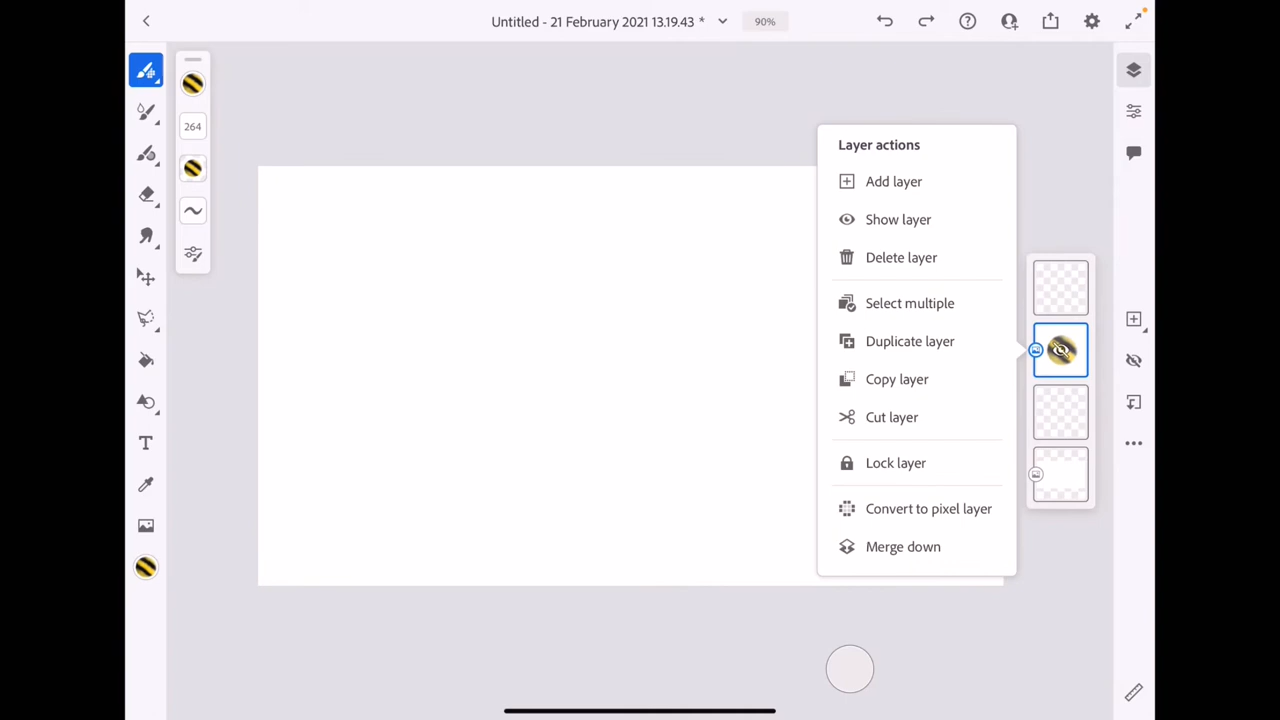 Untitled - 21 February 2021 13.19.43 *
90%
264
Layer actions
Add layer
Show layer
Delete layer
Select multiple
Duplicate layer
Copy layer
Cut layer
Lock layer
Convert to pixel layer
Merge down
T